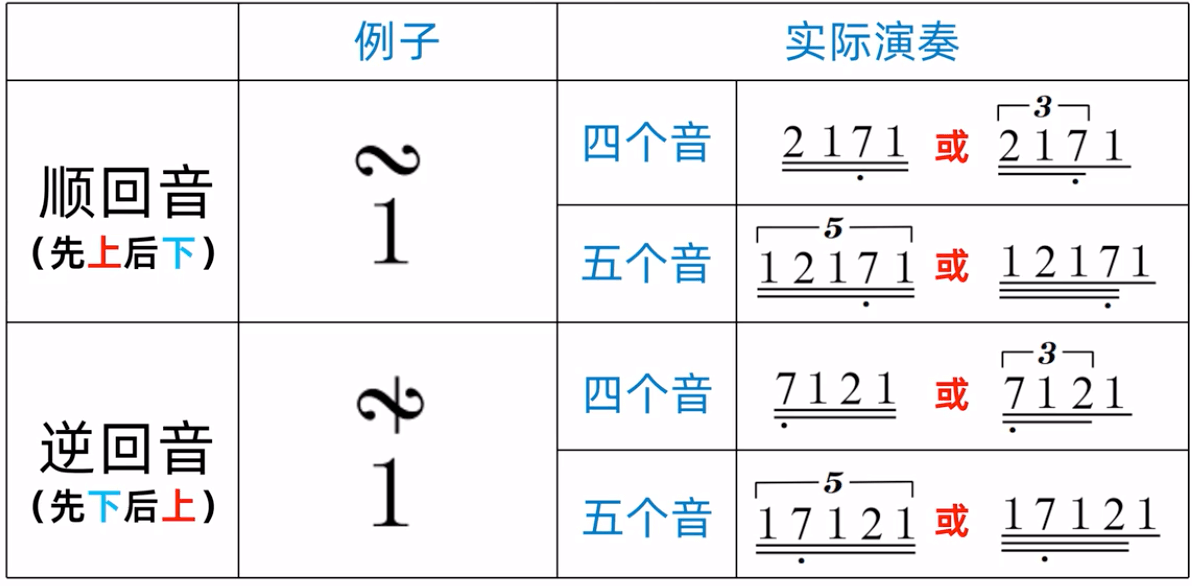 例子
实际演奏
顺回音
(先上后下)
1
四个音
2 1 7 1 或 2 1 7 1
3
五个音
1 2 1 7 1 或 1 2 1 7 1
5
逆回音
(先下后上)
1
四个音
7 1 2 1 或 7 1 2 1
3
五个音
1 7 1 2 1 或 1 7 1 2 1
5